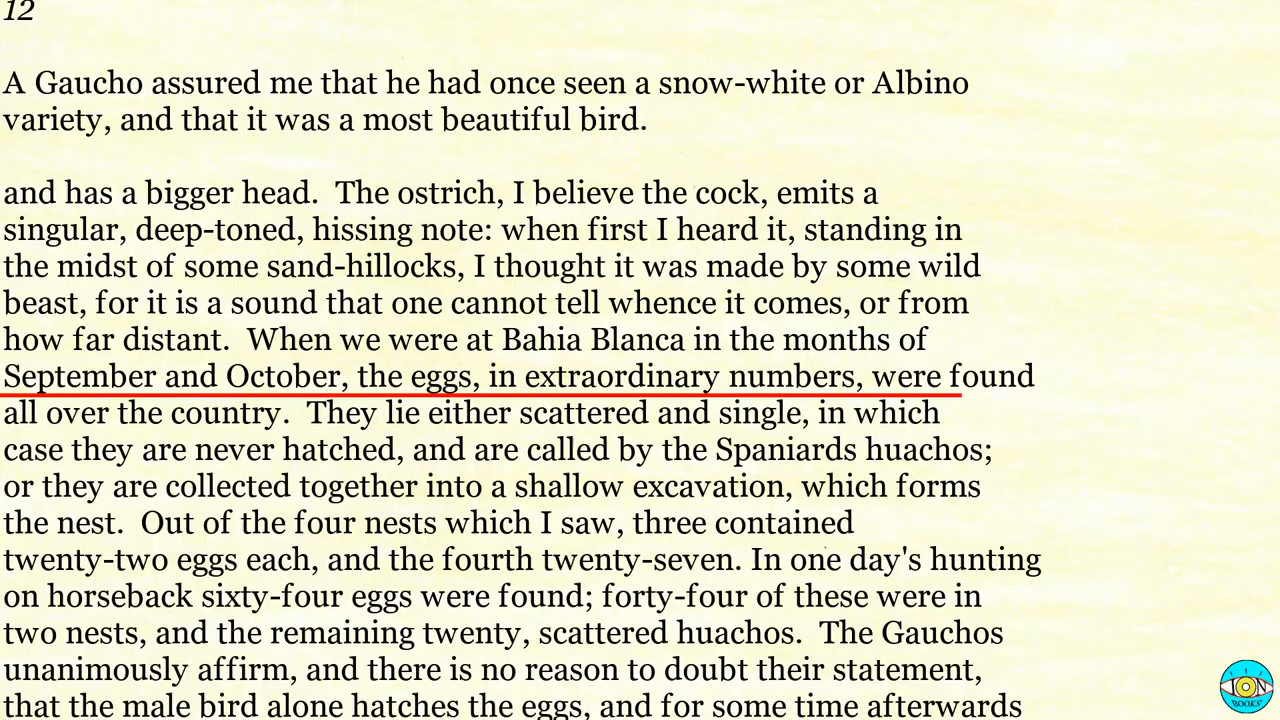 12
A Gaucho assured me that he had once seen a snow-white or Albino
variety, and that it was a most beautiful bird.
and has a bigger head.  The ostrich, I believe the cock, emits a
singular, deep-toned, hissing note: when first I heard it, standing in
the midst of some sand-hillocks, I thought it was made by some wild
beast, for it is a sound that one cannot tell whence it comes, or from
how far distant.  When we were at Bahia Blanca in the months of
September and October, the eggs, in extraordinary numbers, were found
all over the country.  They lie either scattered and single, in which
case they are never hatched, and are called by the Spaniards huachos;
or they are collected together into a shallow excavation, which forms
the nest.  Out of the four nests which I saw, three contained
twenty-two eggs each, and the fourth twenty-seven. In one day's hunting
on horseback sixty-four eggs were found; forty-four of these were in
two nests, and the remaining twenty, scattered huachos.  The Gauchos
unanimously affirm, and there is no reason to doubt their statement,
that the male bird alone hatches the eggs, and for some time afterwards
ION
BOOKS